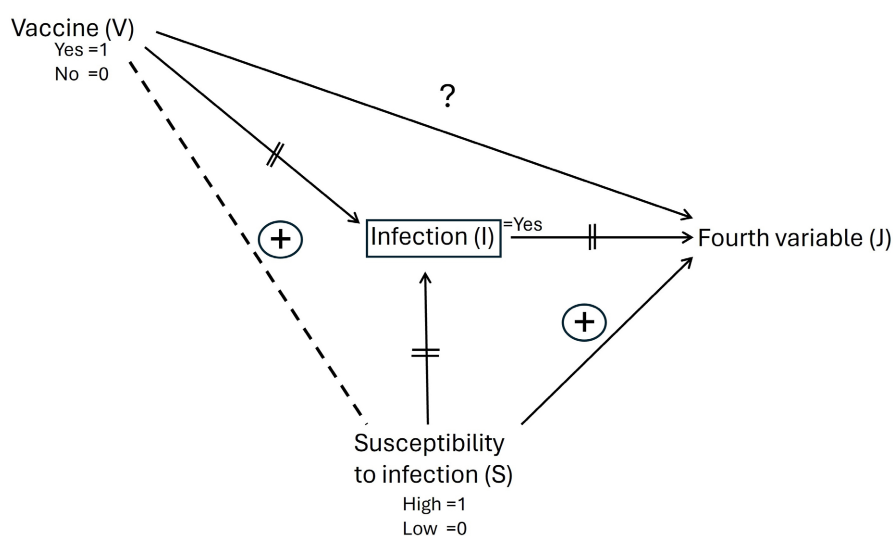 Vaccine (V)
Yes =1
No =0
?
+
Infection (I)
=Yes
Fourth variable (J)
+
Susceptibility
to infection (S)
High =1
Low =0